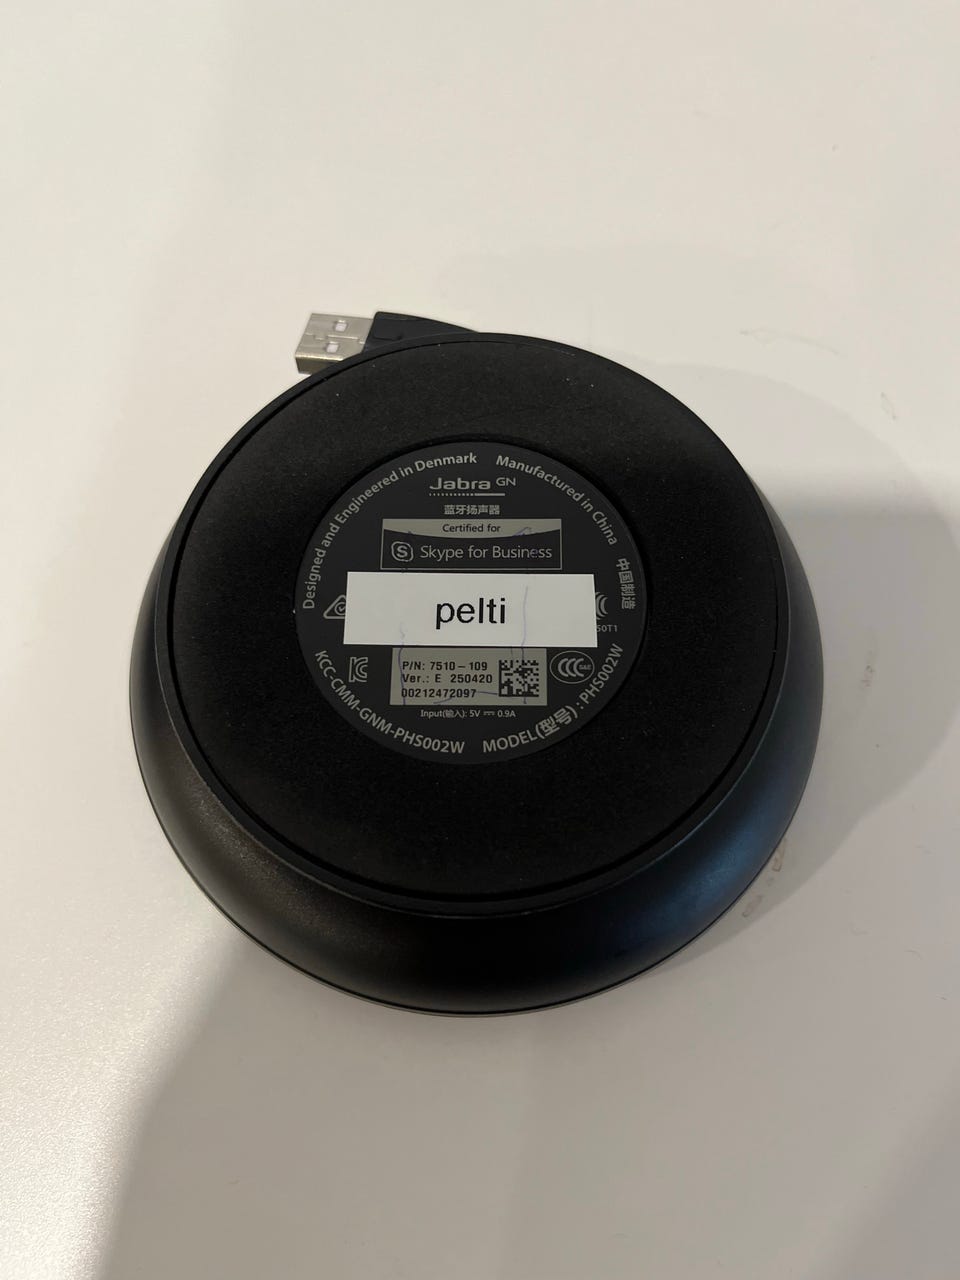 Designed and Engineered in Denmark
Manufactured in China
中国制造
Jabra GN
蓝牙扬声器
Certified for
Skype for Business
pelti
50T1
P/N: 7510-109
Ver.: E 250420
00212472097
Input(输入): 5V ⎓ 0.9A
KCC-CMM-GNM-PHS002W
MODEL(型号): PHS002W